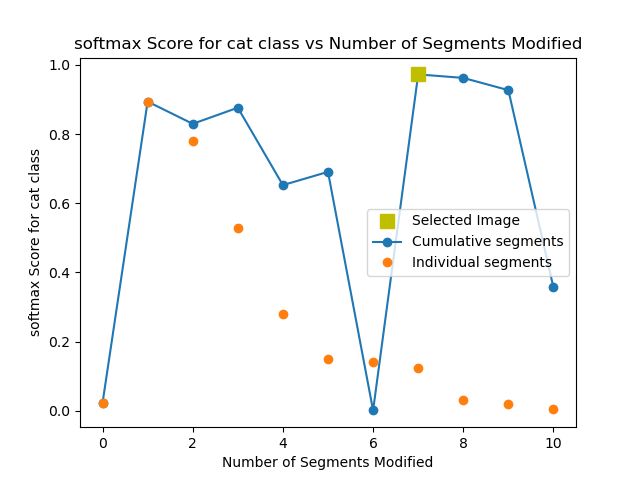 softmax Score for cat class vs Number of Segments Modified
softmax Score for cat class
1.0
0.8
0.6
0.4
0.2
0.0
Selected Image
Cumulative segments
Individual segments
0 2 4 6 8 10
Number of Segments Modified